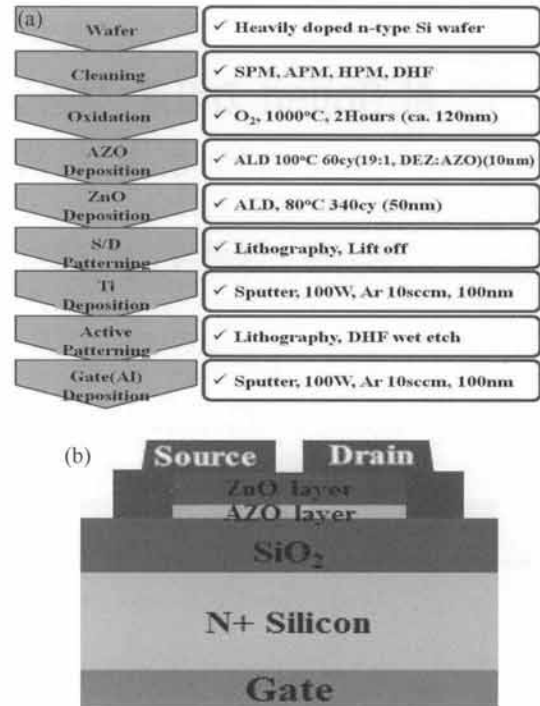 (a)
Wafer
✓ Heavily doped n-type Si wafer
Cleaning
✓ SPM, APM, HPM, DHF
Oxidation
✓ O₂, 1000°C, 2Hours (ca. 120nm)
AZO
Deposition
✓ ALD 100°C 60cy(19:1, DEZ:AZO)(10nm)
ZnO
Deposition
✓ ALD, 80°C 340cy (50nm)
S/D
Patterning
✓ Lithography, Lift off
Ti
Deposition
✓ Sputter, 100W, Ar 10sccm, 100nm
Active
Patterning
✓ Lithography, DHF wet etch
Gate(Al)
Deposition
✓ Sputter, 100W, Ar 10sccm, 100nm
(b)
Source Drain
ZnO layer
AZO layer
SiO₂
N+ Silicon
Gate